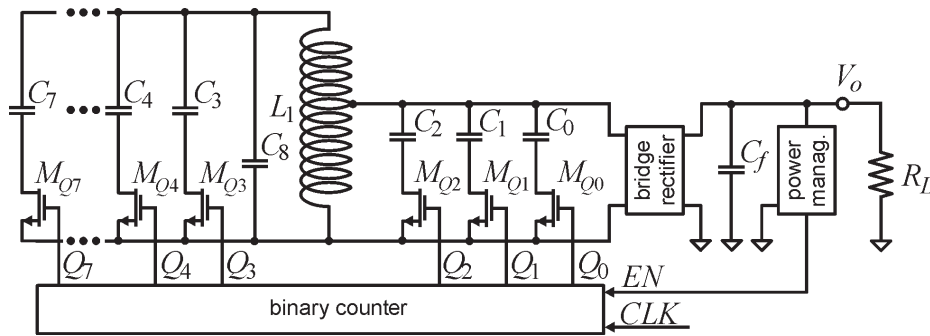 C7 C4 C3 L1 C2 C1 C0 Vo
MQ7 MQ4 MQ3 C8 MQ2 MQ1 MQ0 bridge rectifier Cf power manag. RL
Q7 Q4 Q3 Q2 Q1 Q0 EN
binary counter CLK